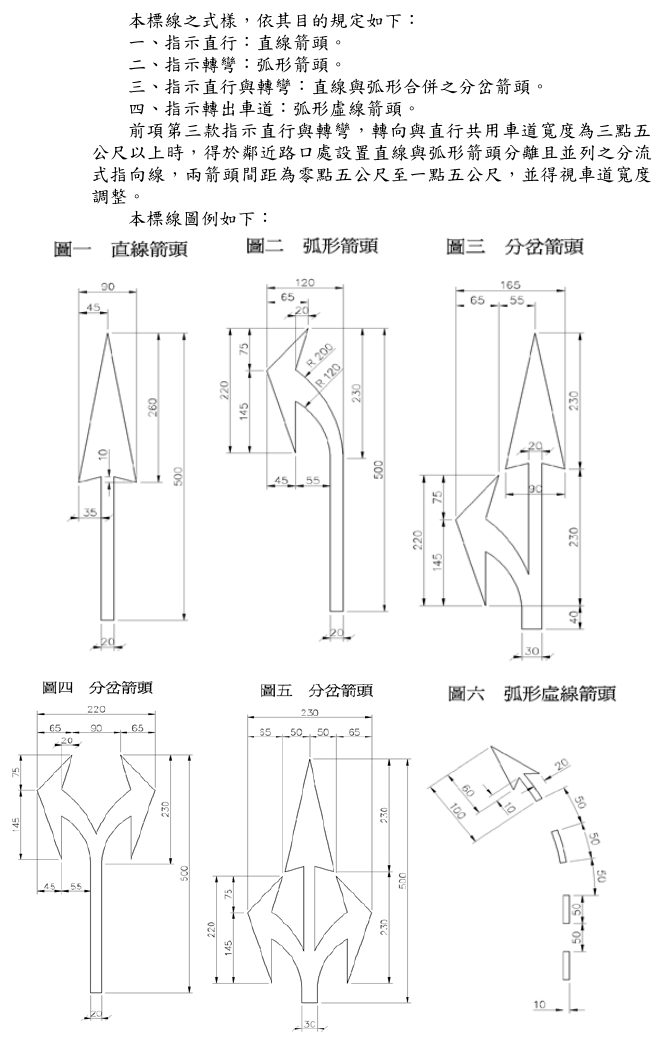 本標線之式樣，依其目的規定如下：
一、指示直行：直線箭頭。
二、指示轉彎：弧形箭頭。
三、指示直行與轉彎：直線與弧形合併之分岔箭頭。
四、指示轉出車道：弧形虛線箭頭。
前項第三款指示直行與轉彎，轉向與直行共用車道寬度為三點五
公尺以上時，得於鄰近路口處設置直線與弧形箭頭分離且並列之分流
式指向線，兩箭頭間距為零點五公尺至一點五公尺，並得視車道寬度
調整。
本標線圖例如下：
圖一 直線箭頭
90
45
260
10
500
35
20
圖二 弧形箭頭
120
65
20
75
R 200
R 120
220
145
230
500
45 55
20
圖三 分岔箭頭
165
65 55
230
20
90
75
220
145
230
40
30
圖四 分岔箭頭
220
65 90 65
20
75
145
230
500
45 55
20
圖五 分岔箭頭
230
65 50 50 65
230
500
75
220
145
230
30
圖六 弧形虛線箭頭
20
60
100
10
50
50
50
50
50
10